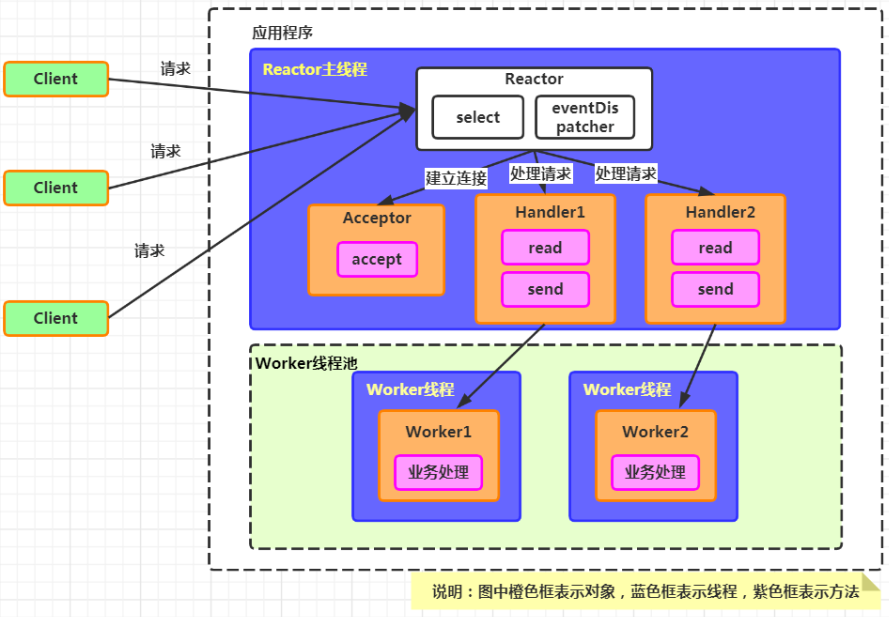 应用程序
Reactor主线程
Client
请求
Reactor
select
eventDis
patcher
请求
Client
建立连接
处理请求
处理请求
Acceptor
accept
Handler1
read
send
Handler2
read
send
请求
Client
Worker线程池
Worker线程
Worker1
业务处理
Worker线程
Worker2
业务处理
说明：图中橙色框表示对象，蓝色框表示线程，紫色框表示方法